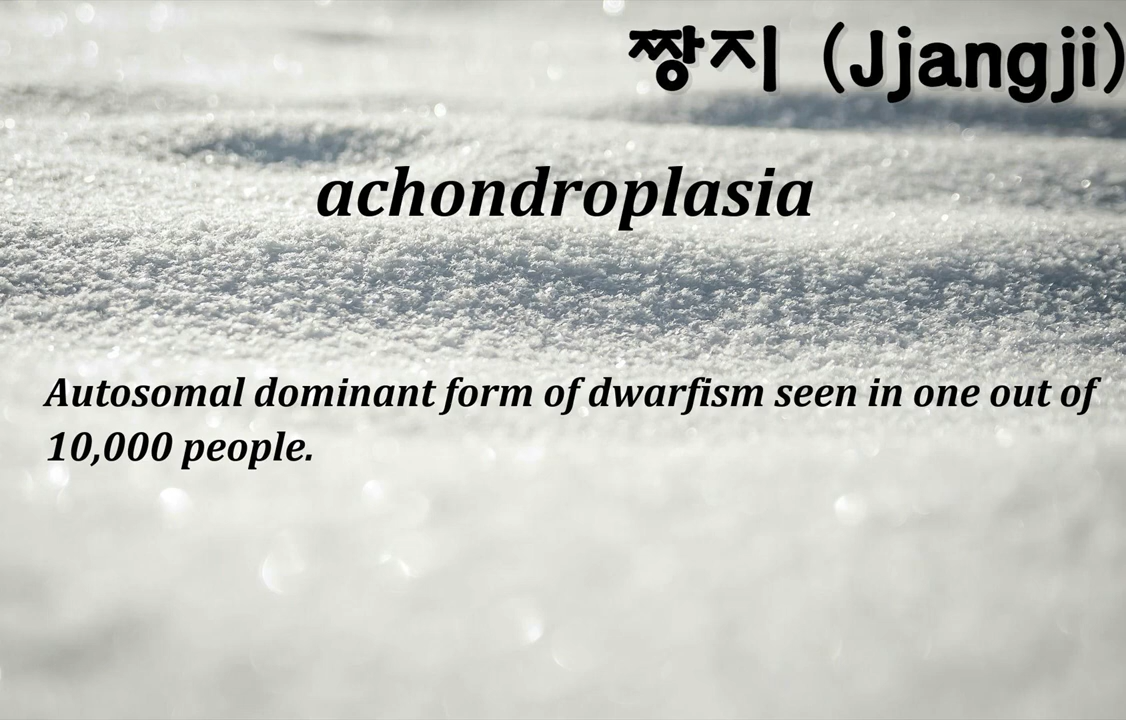 짱지 (Jjangji)
achondroplasia
Autosomal dominant form of dwarfism seen in one out of
10,000 people.